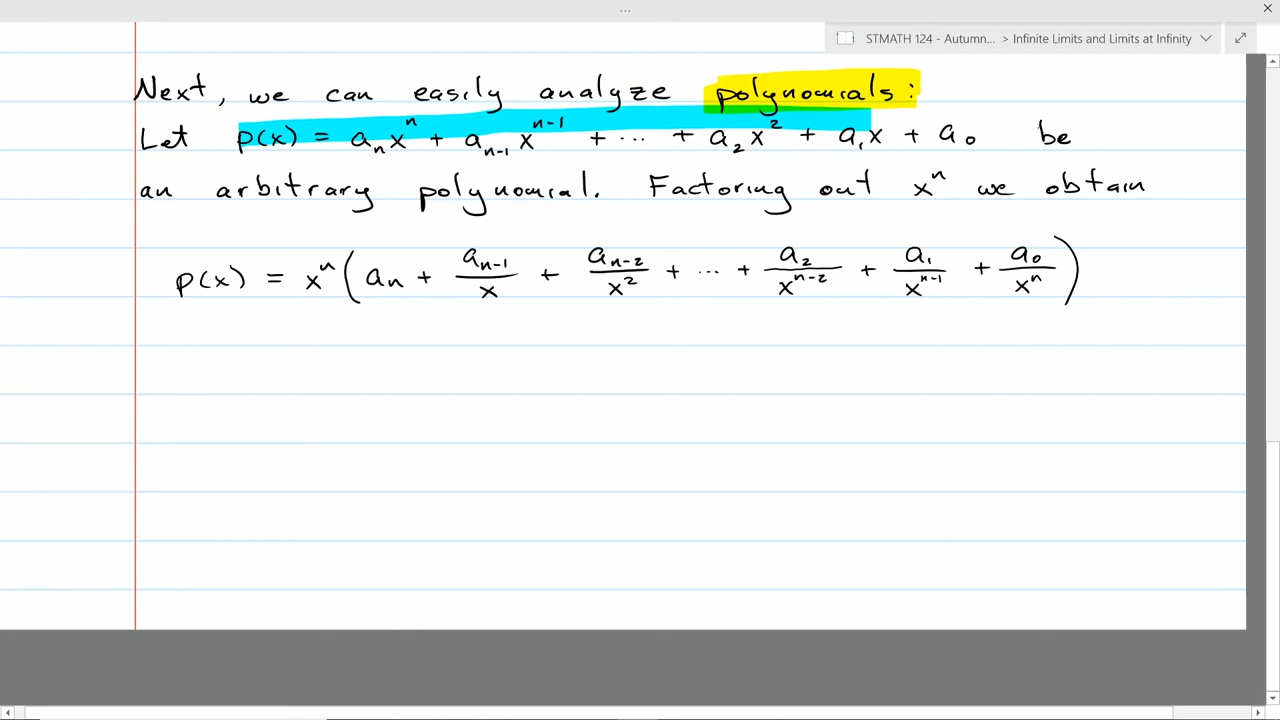 ...
STMATH 124 - Autumn... > Infinite Limits and Limits at Infinity
Next, we can easily analyze polynomials:
Let p(x) = aₙxⁿ + aₙ₋₁xⁿ⁻¹ + ... + a₂x² + a₁x + a₀ be
an arbitrary polynomial. Factoring out xⁿ we obtain
p(x) = xⁿ(aₙ + aₙ₋₁/x + aₙ₋₂/x² + ... + a₂/xⁿ⁻² + a₁/xⁿ⁻¹ + a₀/xⁿ)